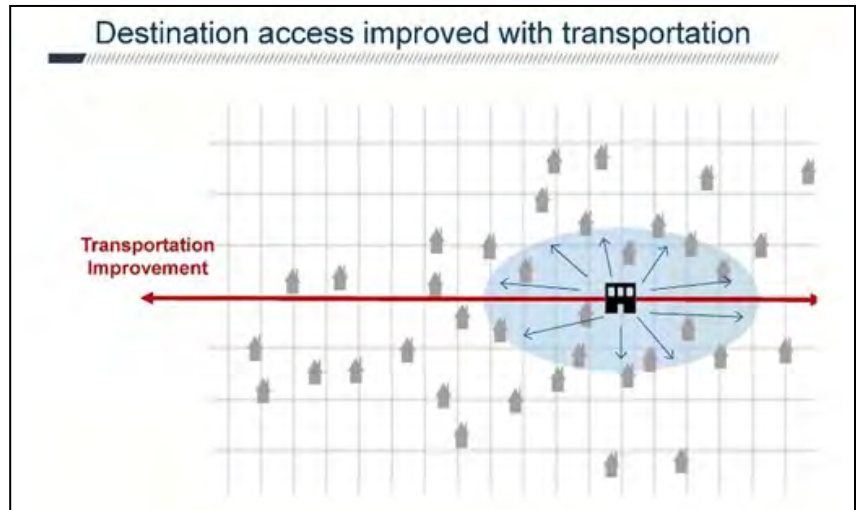 Destination access improved with transportation
Transportation
Improvement